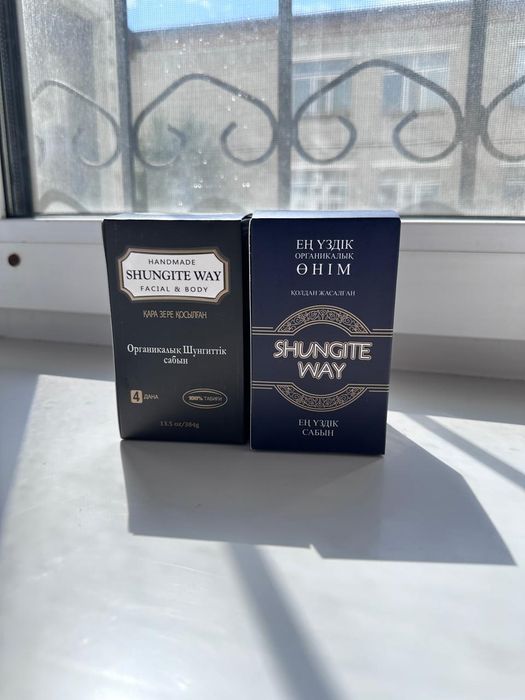 HANDMADE
SHUNGITE WAY
FACIAL & BODY
ҚАРА ЗЕРЕ ҚОСЫЛҒАН
Органикалық Шунгиттік
сабын
4 ДАНА
100% ТАБИҒИ
13.5 oz/384g
ЕҢ ҮЗДІК
ОРГАНИКАЛЫҚ
ӨНІМ
ҚОЛДАН ЖАСАЛҒАН
SHUNGITE
WAY
ЕҢ ҮЗДІК
САБЫН